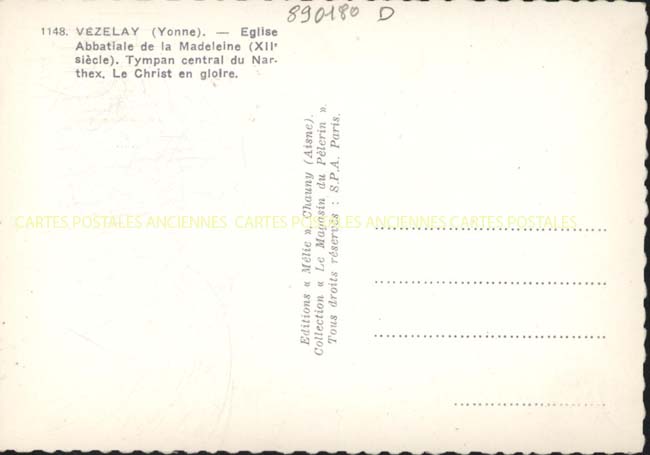 890180 D
1148. VÉZELAY (Yonne). — Eglise
Abbatiale de la Madeleine (XIIe
siècle). Tympan central du Nar-
thex. Le Christ en gloire.
Editions « Mélie », Chauny (Aisne).
Collection « Le Magasin du Pèlerin ».
Tous droits réservés : S.P.A. Paris.
CARTES POSTALES ANCIENNES CARTES POSTALES ANCIENNES CARTES POSTALES